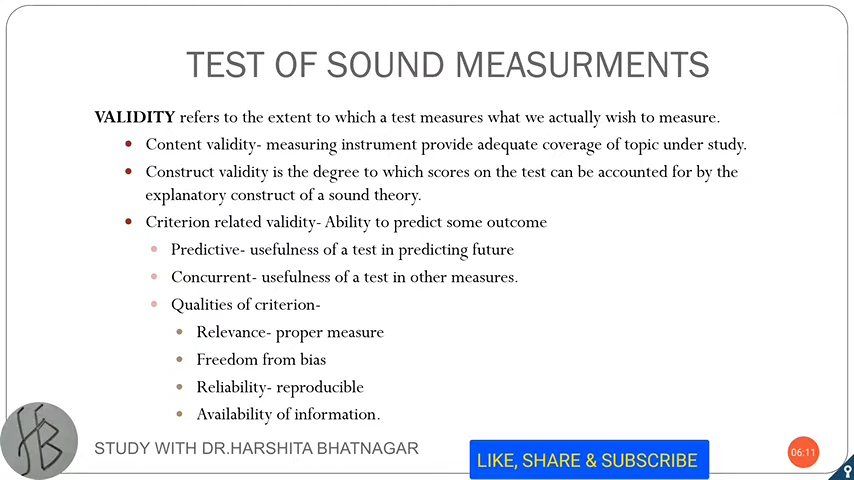 TEST OF SOUND MEASURMENTS
VALIDITY refers to the extent to which a test measures what we actually wish to measure.
Content validity- measuring instrument provide adequate coverage of topic under study.
Construct validity is the degree to which scores on the test can be accounted for by the
explanatory construct of a sound theory.
Criterion related validity- Ability to predict some outcome
Predictive- usefulness of a test in predicting future
Concurrent- usefulness of a test in other measures.
Qualities of criterion-
Relevance- proper measure
Freedom from bias
Reliability- reproducible
Availability of information.
HB
STUDY WITH DR.HARSHITA BHATNAGAR
LIKE, SHARE & SUBSCRIBE
06:11